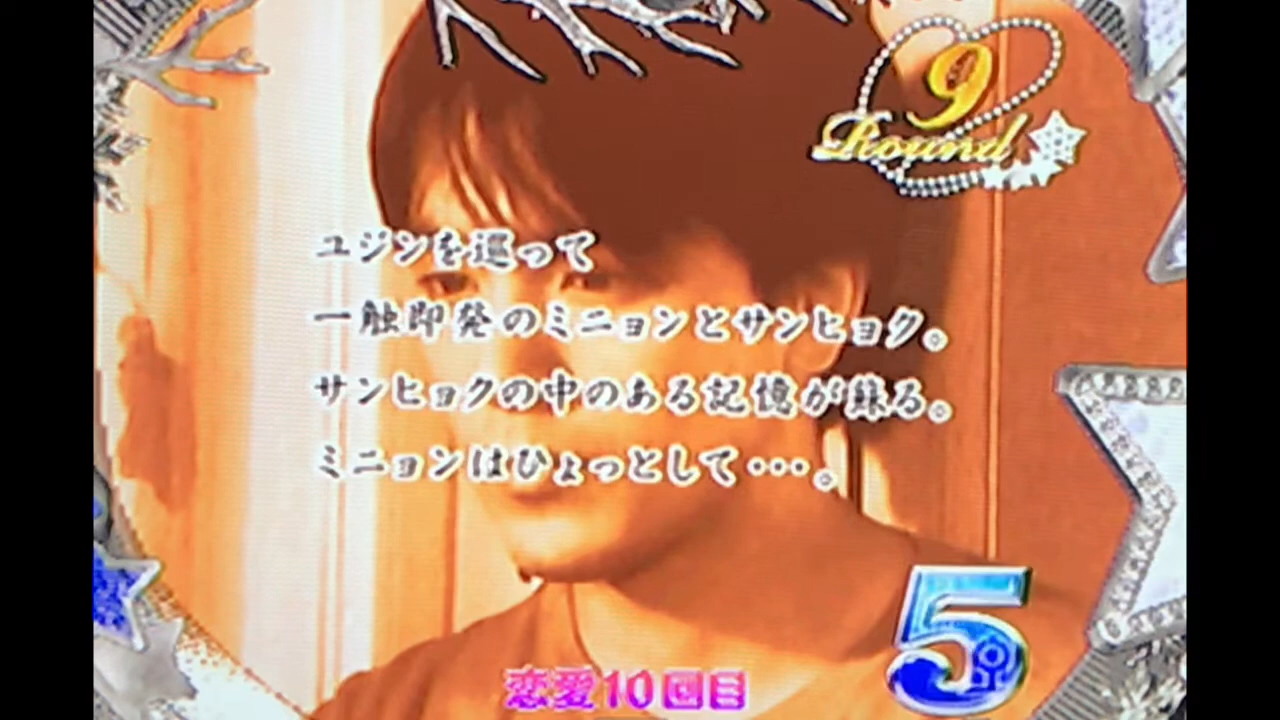 9
Round
ユジンを巡って
一触即発のミニョンとサンヒョク。
サンヒョクの中のある記憶が蘇る。
ミニョンはひょっとして・・・。
5
恋愛10回目